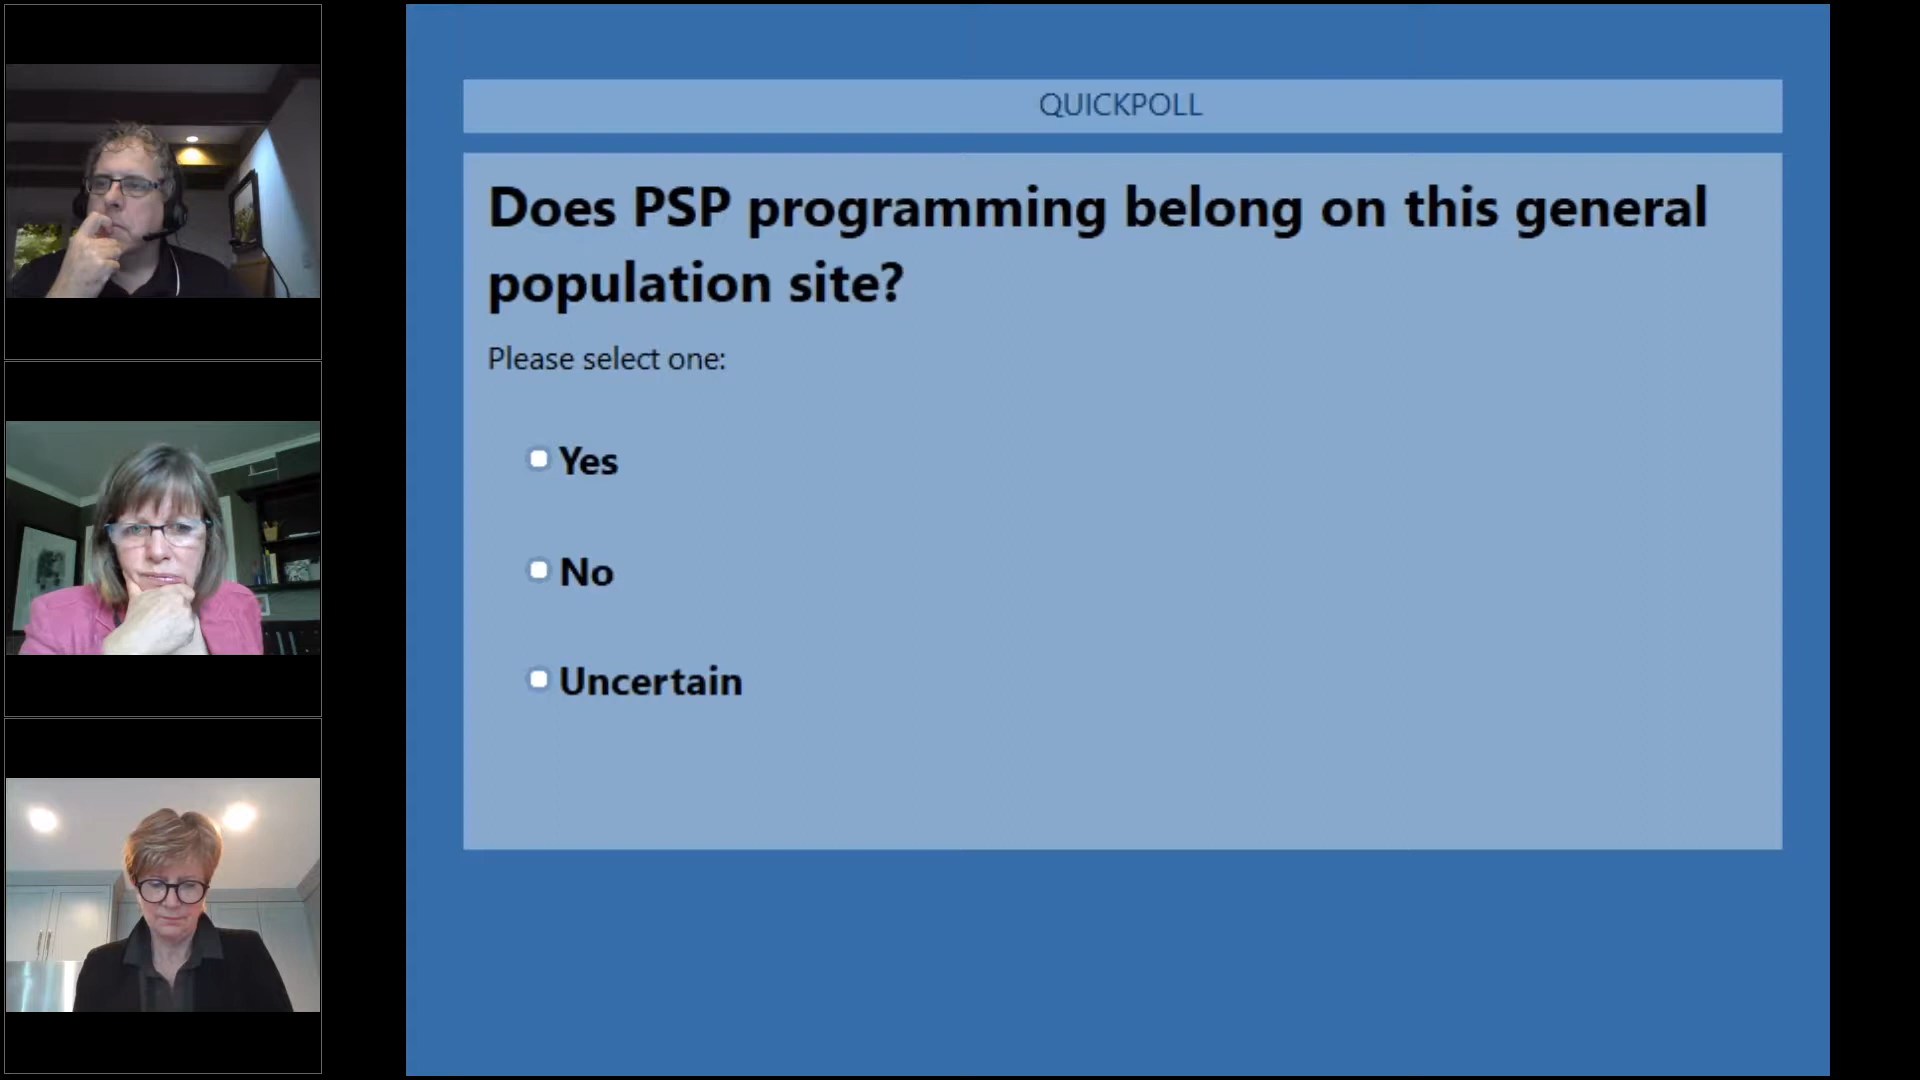 QUICKPOLL
Does PSP programming belong on this general
population site?
Please select one:
Yes
No
Uncertain